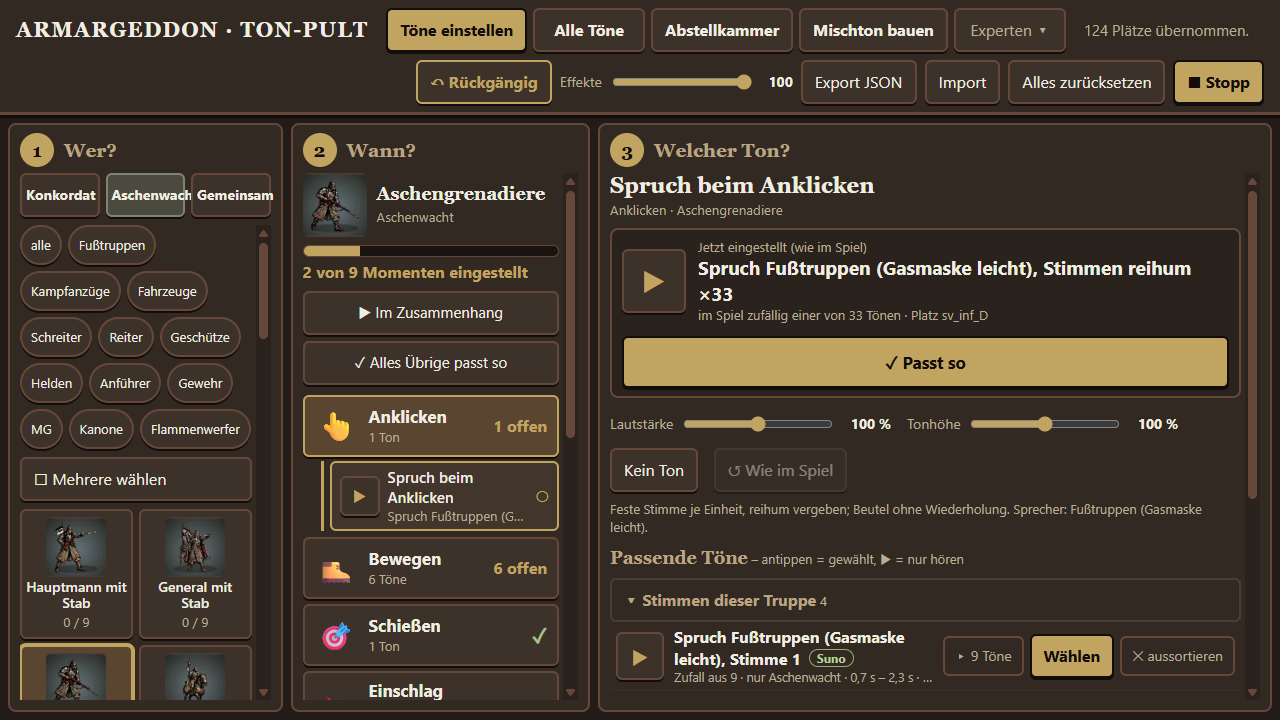 ARMARGEDDON · TON-PULT
Töne einstellen
Alle Töne
Abstellkammer
Mischton bauen
Experten ▾
124 Plätze übernommen.
↶ Rückgängig
Effekte
100
Export JSON
Import
Alles zurücksetzen
■ Stopp
1 Wer?
Konkordat
Aschenwach
Gemeinsam
alle
Fußtruppen
Kampfanzüge
Fahrzeuge
Schreiter
Reiter
Geschütze
Helden
Anführer
Gewehr
MG
Kanone
Flammenwerfer
☐ Mehrere wählen
Hauptmann mit
Stab
0 / 9
General mit
Stab
0 / 9
2 Wann?
Aschengrenadiere
Aschenwacht
2 von 9 Momenten eingestellt
▶ Im Zusammenhang
✓ Alles Übrige passt so
Anklicken
1 Ton
1 offen
Spruch beim
Anklicken
Spruch Fußtruppen (G...
Bewegen
6 Töne
6 offen
Schießen
1 Ton
✓
Einschlag
3 Welcher Ton?
Spruch beim Anklicken
Anklicken · Aschengrenadiere
Jetzt eingestellt (wie im Spiel)
Spruch Fußtruppen (Gasmaske leicht), Stimmen reihum
×33
im Spiel zufällig einer von 33 Tönen · Platz sv_inf_D
✓ Passt so
Lautstärke
100 %
Tonhöhe
100 %
Kein Ton
↺ Wie im Spiel
Feste Stimme je Einheit, reihum vergeben; Beutel ohne Wiederholung. Sprecher: Fußtruppen (Gasmaske
leicht).
Passende Töne – antippen = gewählt, ▶ = nur hören
▾ Stimmen dieser Truppe 4
Spruch Fußtruppen (Gasmaske
leicht), Stimme 1 Suno
Zufall aus 9 · nur Aschenwacht · 0,7 s – 2,3 s · ...
▸ 9 Töne
Wählen
✕ aussortieren